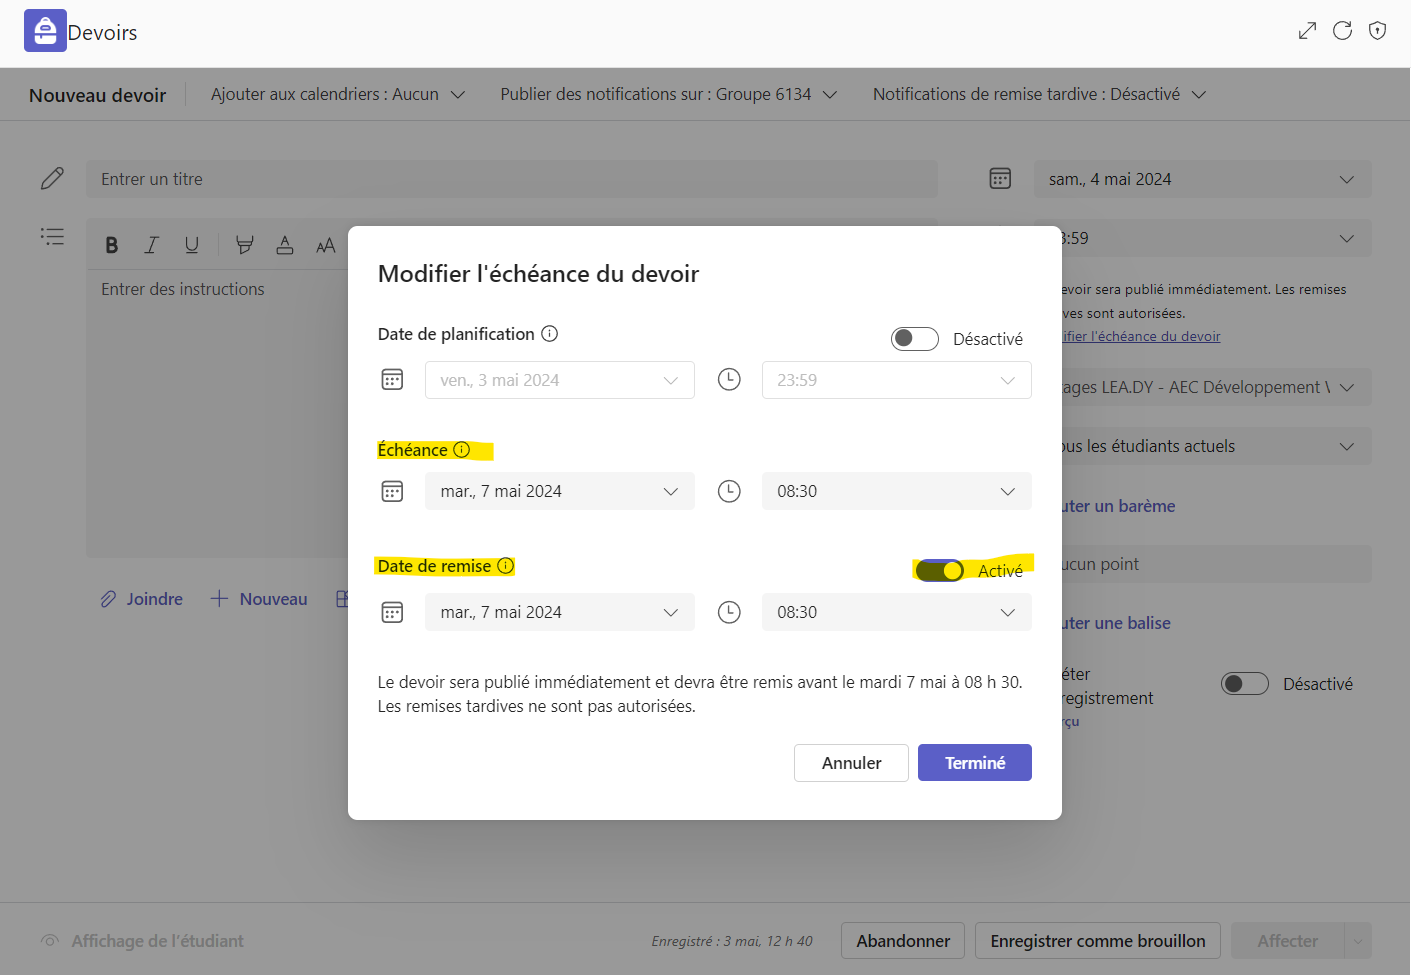 Devoirs
Nouveau devoir
Ajouter aux calendriers : Aucun
Publier des notifications sur : Groupe 6134
Notifications de remise tardive : Désactivé
Entrer un titre
sam., 4 mai 2024
B I U AA
:59
Entrer des instructions
evoir sera publié immédiatement. Les remises
ves sont autorisées.
ifier l'échéance du devoir
ages LEA.DY - AEC Développement
us les étudiants actuels
uter un barème
ucun point
uter une balise
éter
registrement
rçu
Désactivé
Joindre
Nouveau
Modifier l'échéance du devoir
Date de planification
Désactivé
ven., 3 mai 2024
23:59
Échéance
mar., 7 mai 2024
08:30
Date de remise
Activé
mar., 7 mai 2024
08:30
Le devoir sera publié immédiatement et devra être remis avant le mardi 7 mai à 08 h 30.
Les remises tardives ne sont pas autorisées.
Annuler
Terminé
Affichage de l'étudiant
Enregistré : 3 mai, 12 h 40
Abandonner
Enregistrer comme brouillon
Affecter